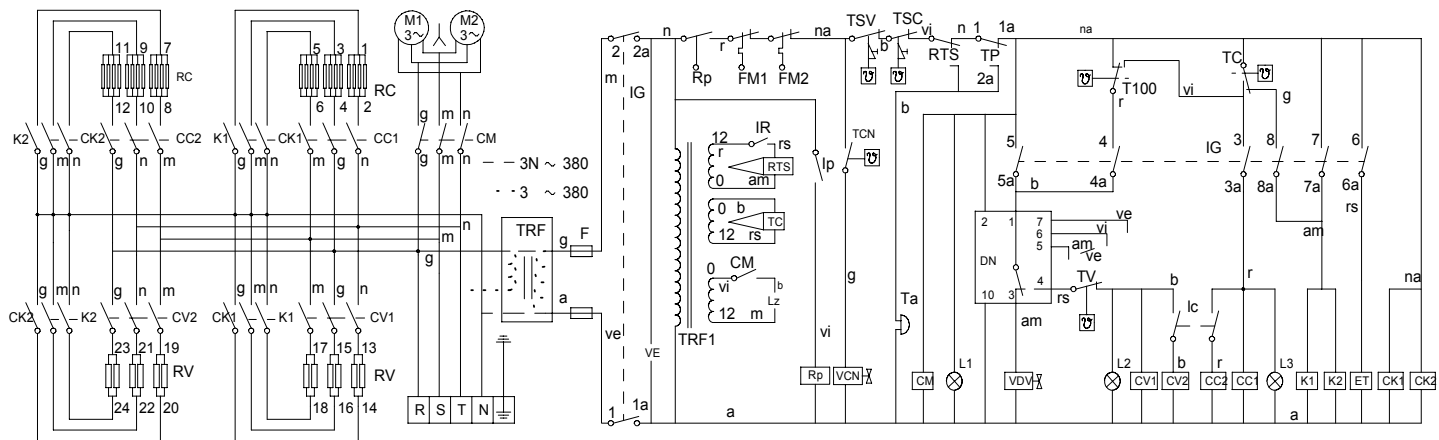 M1
3~
M2
3~
11 9 7
RC
12 10 8
5 3 1
RC
6 4 2
K2 CK2 CC2
g m n g n m
K1 CK1 CC1
g m n m g n
g m n
CM
g m n
3N ~ 380
3 ~ 380
n
m
g
TRF
g
F
a
g m n g n m
CK2 K2 CV2
23 21 19
RV
24 22 20
g m n m g n
CK1 K1 CV1
17 15 13
RV
18 16 14
R S T N
2 2a
m
IG
ve
1 1a
VE
n
Rp
r
FM1
FM2
na
TSV
b
TSC
vi
RTS
n
1 1a
TP
2a
b
na
12
r
IR
rs
RTS
0
am
0 b
TC
12 rs
0
CM
vi
b
Lz
12 m
TRF1
Ip
vi
Rp
TCN
g
VCN
a
Ta
CM
L1
5
5a
b
T100
r
vi
4
4a
TC
g
3
3a
8
8a
IG
7
7a
am
6
6a
rs
2 1 7
6
5
DN
4
10 3
ve
vi
am
ve
TV
rs
am
VDV
L2
CV1
b
Ic
b
CV2
r
r
CC2
CC1
L3
K1
K2
ET
CK1
na
CK2
a